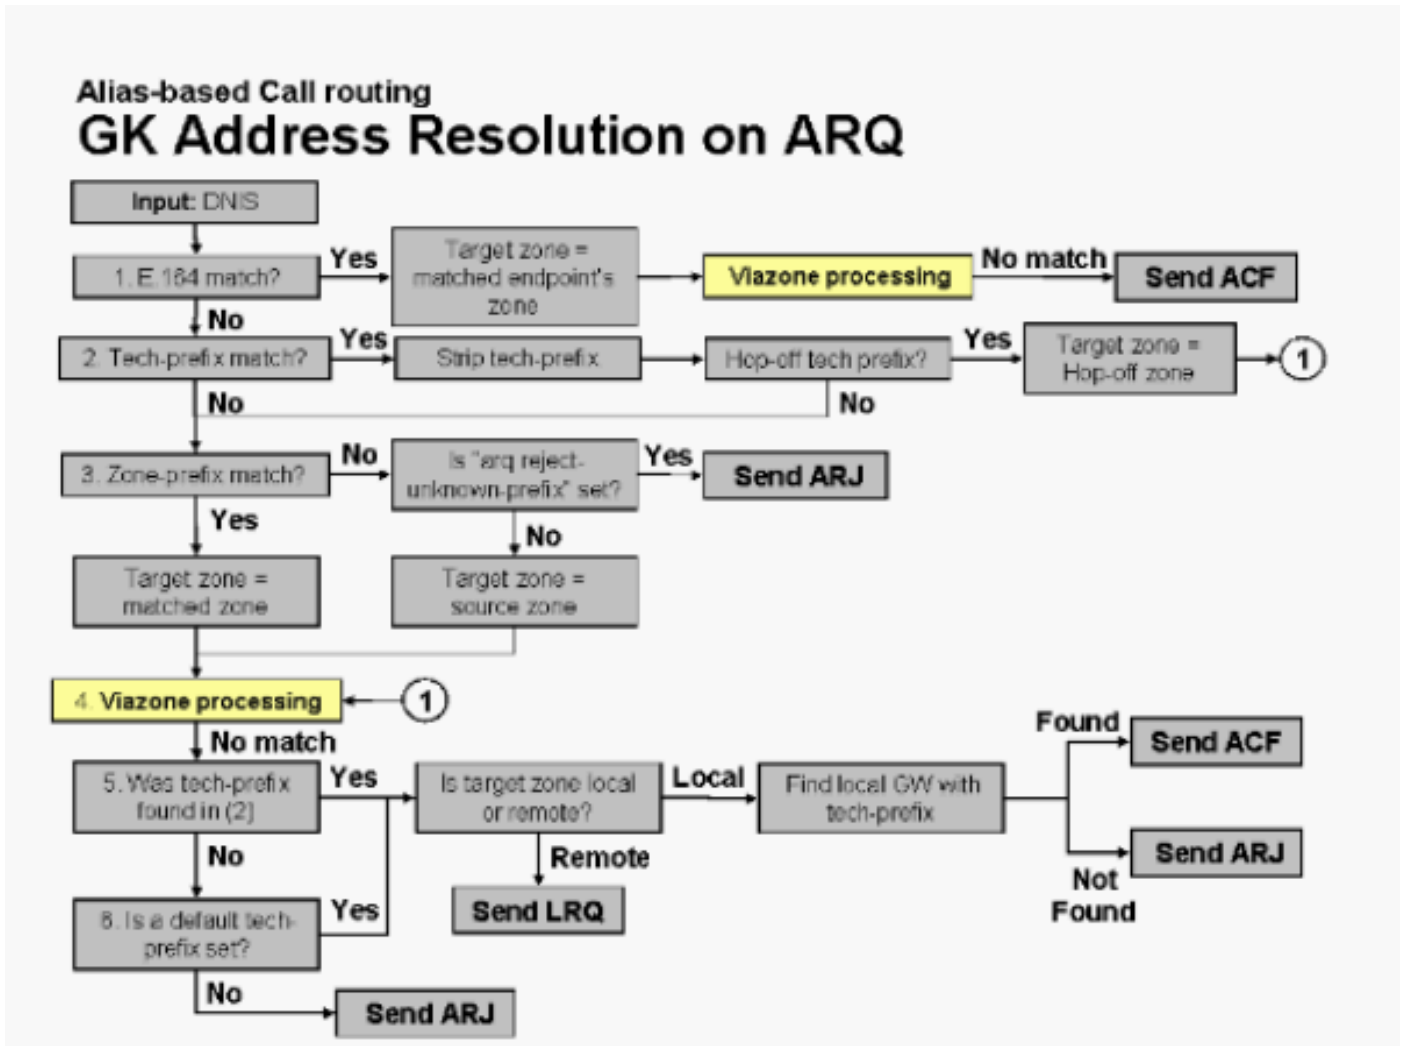 Alias-based Call routing
GK Address Resolution on ARQ
Input: DNIS
1. E.164 match?
Yes
Target zone =
matched endpoint's
zone
Viazone processing
No match
Send ACF
No
2. Tech-prefix match?
Yes
Strip tech-prefix
Hop-off tech prefix?
Yes
Target zone =
Hop-off zone
1
No
No
3. Zone-prefix match?
No
Is "arq reject-
unknown-prefix" set?
Yes
Send ARJ
Yes
No
Target zone =
matched zone
Target zone =
source zone
4. Viazone processing
1
No match
5. Was tech-prefix
found in (2]
Yes
Is target zone local
or remote?
Local
Find local GW with
tech-prefix
Found
Send ACF
Send ARJ
Not
Found
No
Remote
Send LRQ
6. Is a default tech-
prefix set?
Yes
No
Send ARJ